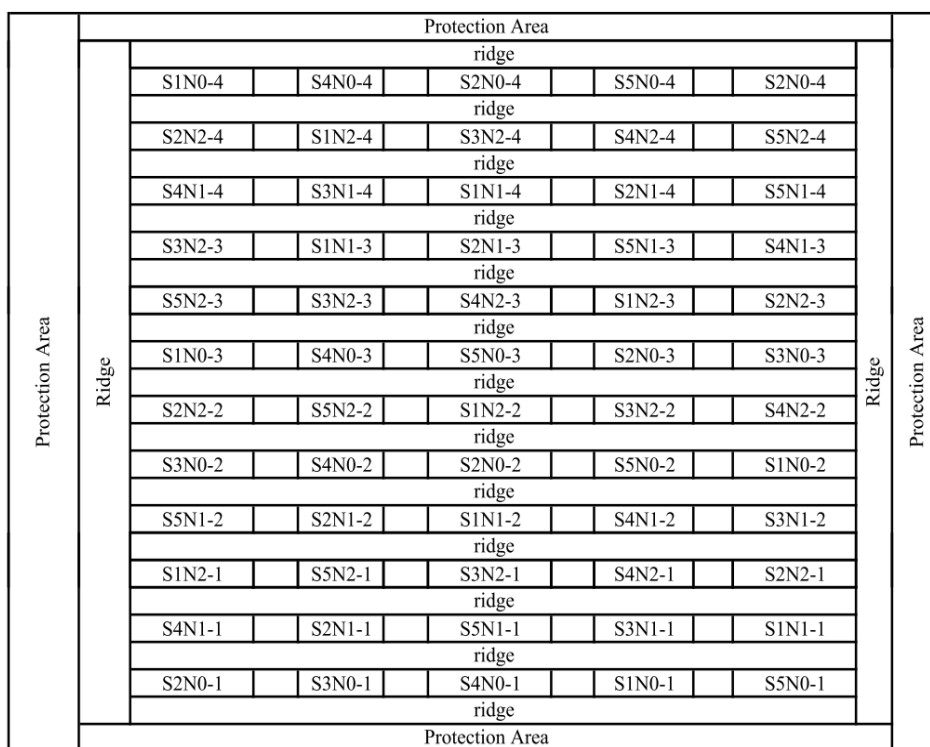 Protection Area
ridge
S1N0-4 S4N0-4 S2N0-4 S5N0-4 S2N0-4
ridge
S2N2-4 S1N2-4 S3N2-4 S4N2-4 S5N2-4
ridge
S4N1-4 S3N1-4 S1N1-4 S2N1-4 S5N1-4
ridge
S3N2-3 S1N1-3 S2N1-3 S5N1-3 S4N1-3
ridge
S5N2-3 S3N2-3 S4N2-3 S1N2-3 S2N2-3
ridge
S1N0-3 S4N0-3 S5N0-3 S2N0-3 S3N0-3
ridge
S2N2-2 S5N2-2 S1N2-2 S3N2-2 S4N2-2
ridge
S3N0-2 S4N0-2 S2N0-2 S5N0-2 S1N0-2
ridge
S5N1-2 S2N1-2 S1N1-2 S4N1-2 S3N1-2
ridge
S1N2-1 S5N2-1 S3N2-1 S4N2-1 S2N2-1
ridge
S4N1-1 S2N1-1 S5N1-1 S3N1-1 S1N1-1
ridge
S2N0-1 S3N0-1 S4N0-1 S1N0-1 S5N0-1
ridge
Protection Area
Protection Area
Ridge
Ridge
Protection Area